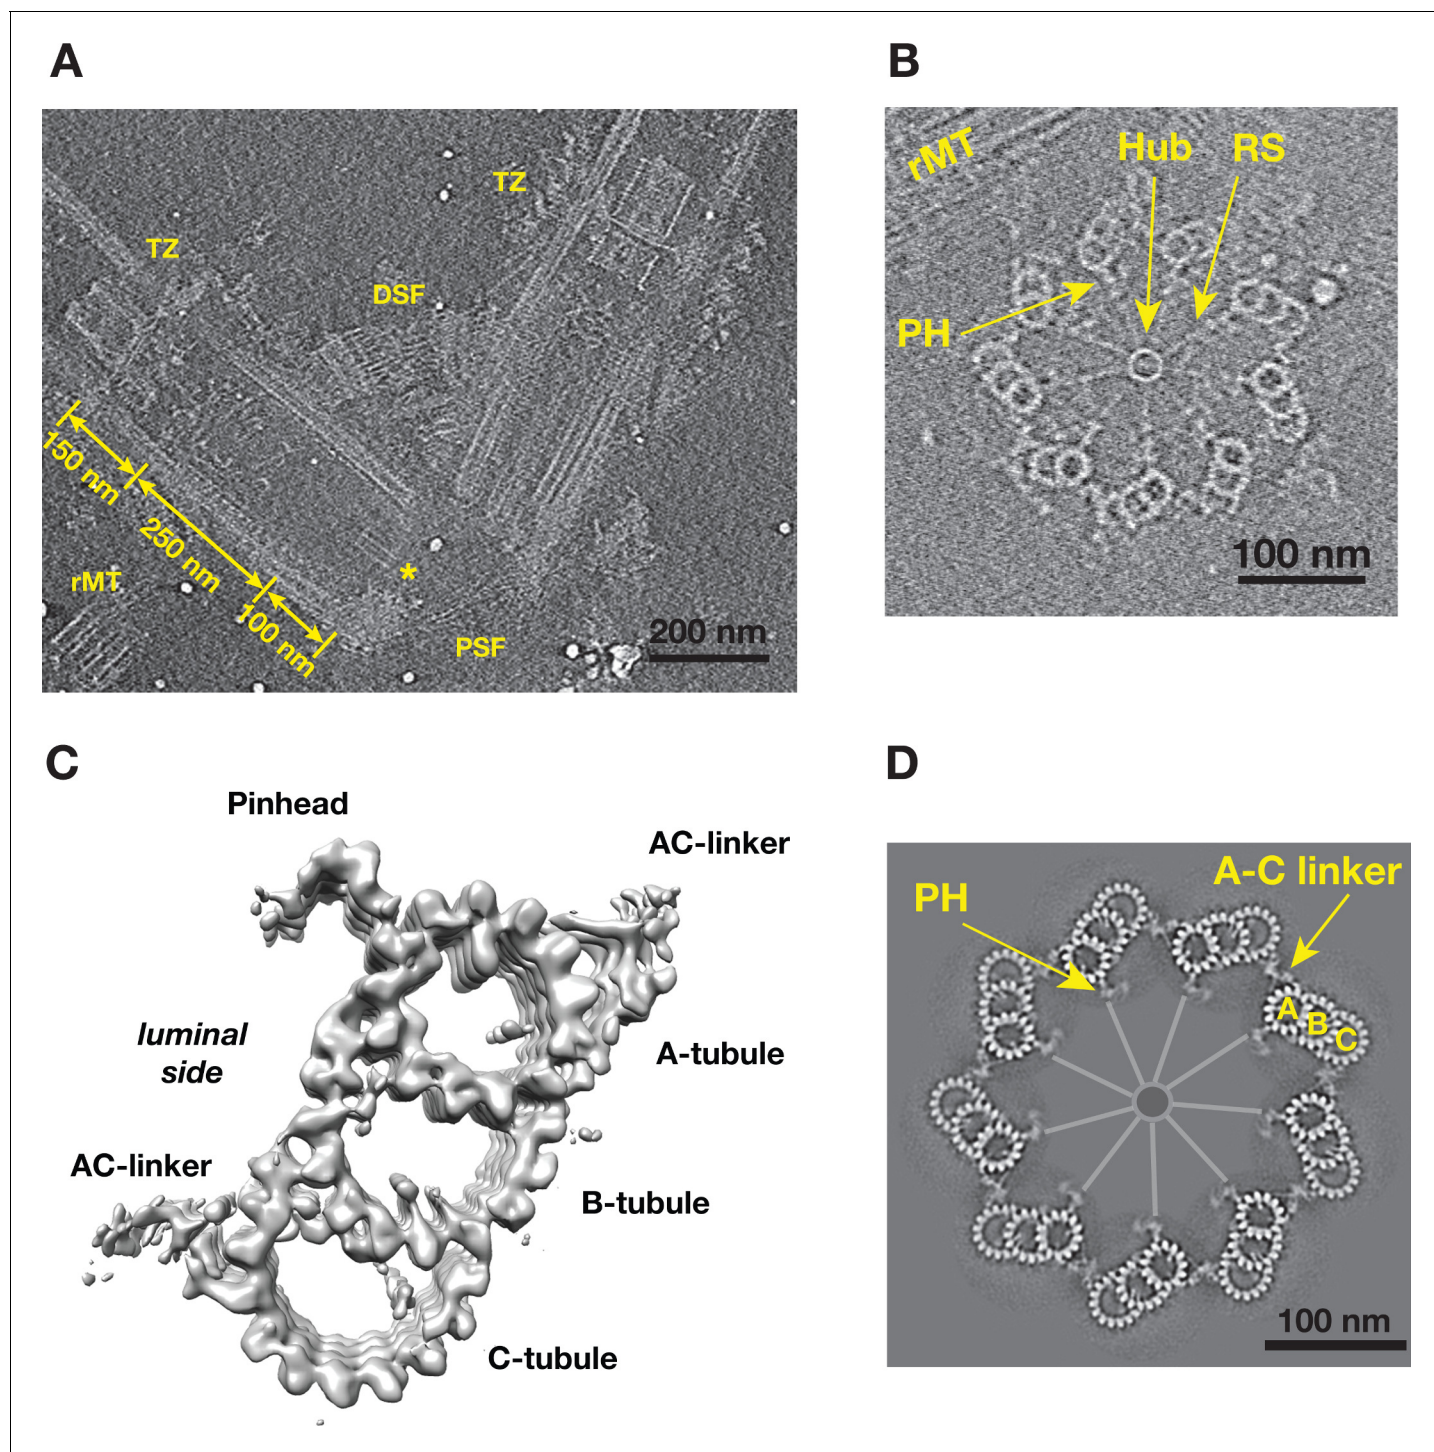 A
B
TZ
TZ
DSF
150 nm
250 nm
100 nm
rMT
*
PSF
200 nm
rMT
Hub
RS
PH
100 nm
C
D
Pinhead
AC-linker
luminal
side
A-tubule
AC-linker
B-tubule
C-tubule
PH
A-C linker
A
B
C
100 nm